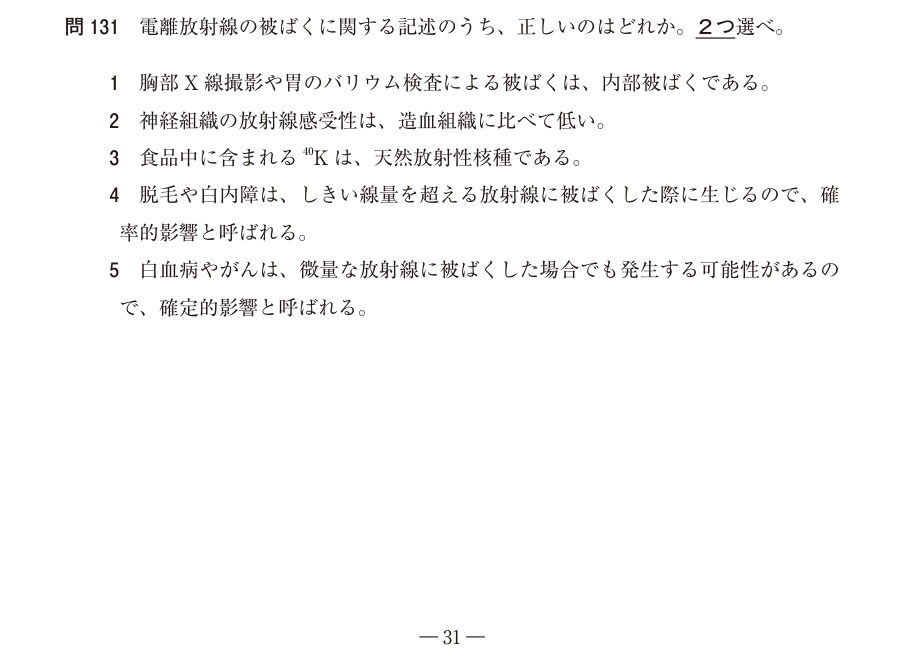 問 131　電離放射線の被ばくに関する記述のうち、正しいのはどれか。２つ選べ。
1　胸部 X 線撮影や胃のバリウム検査による被ばくは、内部被ばくである。
2　神経組織の放射線感受性は、造血組織に比べて低い。
3　食品中に含まれる ⁴⁰K は、天然放射性核種である。
4　脱毛や白内障は、しきい線量を超える放射線に被ばくした際に生じるので、確
率的影響と呼ばれる。
5　白血病やがんは、微量な放射線に被ばくした場合でも発生する可能性があるの
で、確定的影響と呼ばれる。
― 31 ―